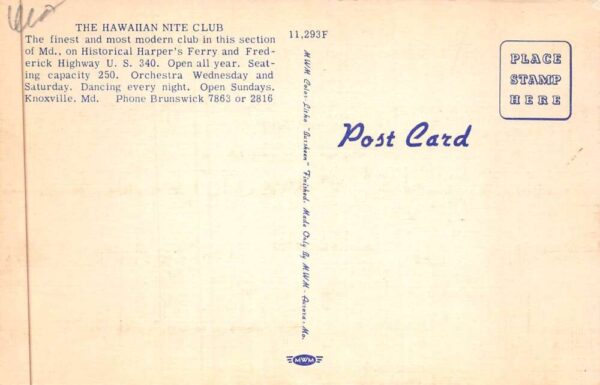 THE HAWAIIAN NITE CLUB
The finest and most modern club in this section
of Md., on Historical Harper's Ferry and Fred-
erick Highway U. S. 340. Open all year. Seat-
ing capacity 250. Orchestra Wednesday and
Saturday. Dancing every night. Open Sundays.
Knoxville, Md. Phone Brunswick 7863 or 2816
11,293F
MWM Color-Litho "Aursheen" Finished. Made Only By MWM - Aurora - Mo.
MWM
Post Card
PLACE
STAMP
HERE